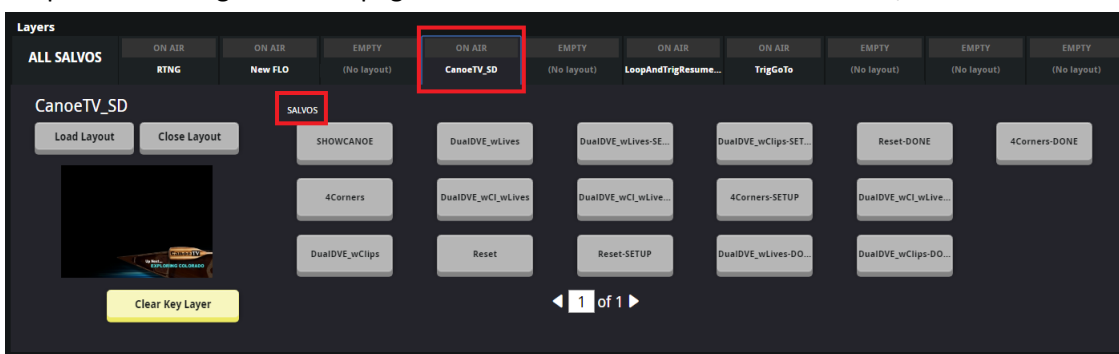 Layers
ALL SALVOS
ON AIR ON AIR EMPTY ON AIR EMPTY ON AIR ON AIR EMPTY EMPTY EMPTY
RTNG New FLO (No layout) CanoeTV_SD (No layout) LoopAndTrigResume... TrigGoTo (No layout) (No layout) (No layout)
CanoeTV_SD
SALVOS
Load Layout Close Layout
SHOWCANOE DualDVE_wLives DualDVE_wLives-SE... DualDVE_wClips-SET... Reset-DONE 4Corners-DONE
4Corners DualDVE_wCl_wLives DualDVE_wCl_wLive... 4Corners-SETUP DualDVE_wCl_wLive...
DualDVE_wClips Reset Reset-SETUP DualDVE_wLives-DO... DualDVE_wClips-DO...
Up Next...
CanoeTV
EXPLORING COLORADO
Clear Key Layer
1 of 1